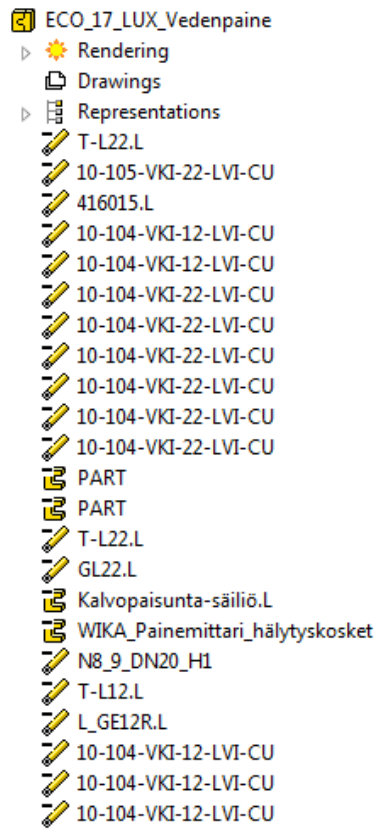 ECO_17_LUX_Vedenpaine
Rendering
Drawings
Representations
T-L22.L
10-105-VKI-22-LVI-CU
416015.L
10-104-VKI-12-LVI-CU
10-104-VKI-12-LVI-CU
10-104-VKI-22-LVI-CU
10-104-VKI-22-LVI-CU
10-104-VKI-22-LVI-CU
10-104-VKI-22-LVI-CU
10-104-VKI-22-LVI-CU
10-104-VKI-22-LVI-CU
PART
PART
T-L22.L
GL22.L
Kalvopaisunta-säiliö.L
WIKA_Painemittari_hälytyskosket
N8_9_DN20_H1
T-L12.L
L_GE12R.L
10-104-VKI-12-LVI-CU
10-104-VKI-12-LVI-CU
10-104-VKI-12-LVI-CU